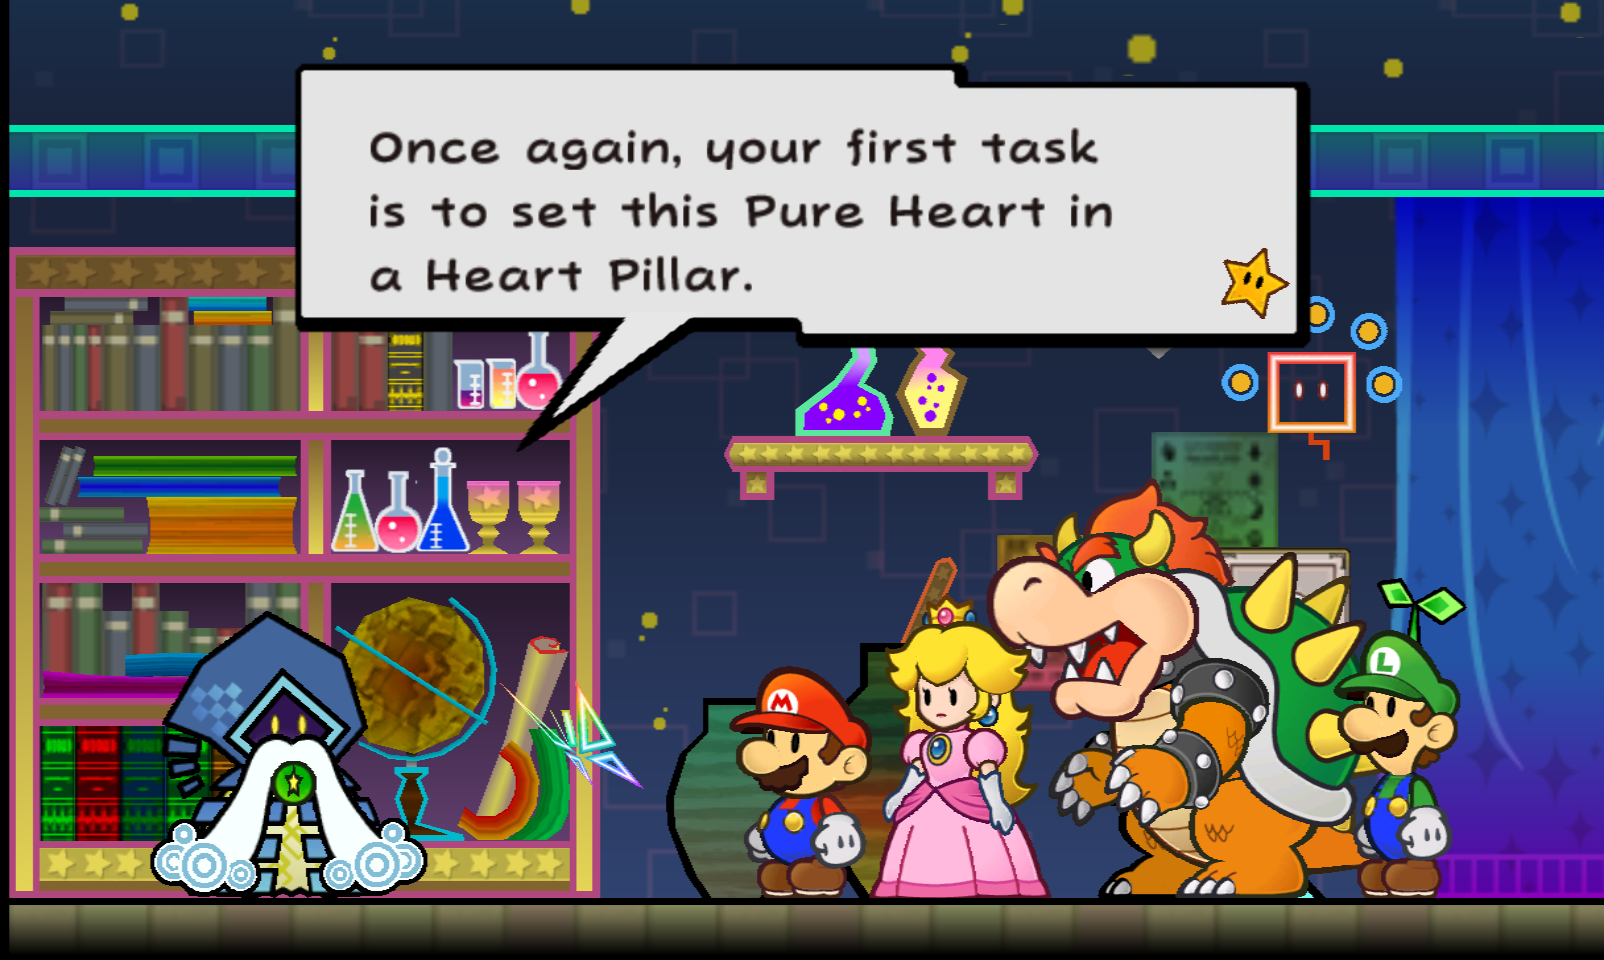 Once again, your first task
is to set this Pure Heart in
a Heart Pillar.
M
L